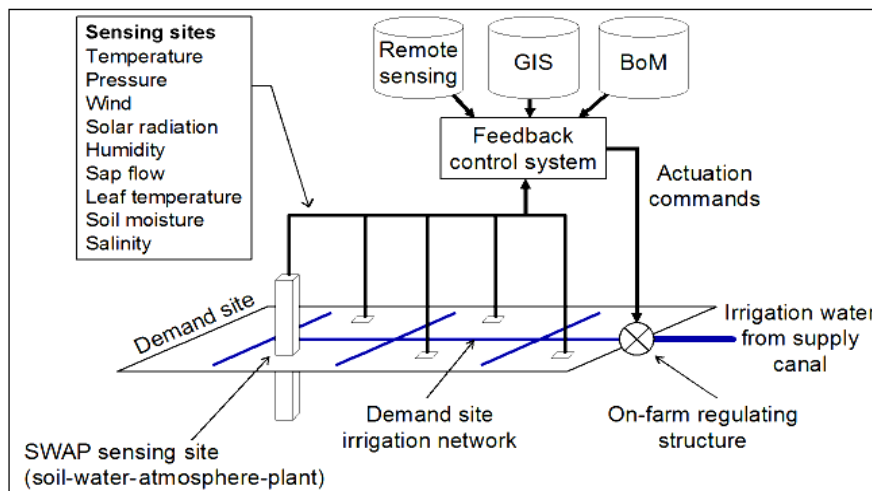 Sensing sites
Temperature
Pressure
Wind
Solar radiation
Humidity
Sap flow
Leaf temperature
Soil moisture
Salinity
Remote
sensing
GIS
BoM
Feedback
control system
Actuation
commands
Demand site
Irrigation water
from supply
canal
Demand site
irrigation network
On-farm regulating
structure
SWAP sensing site
(soil-water-atmosphere-plant)